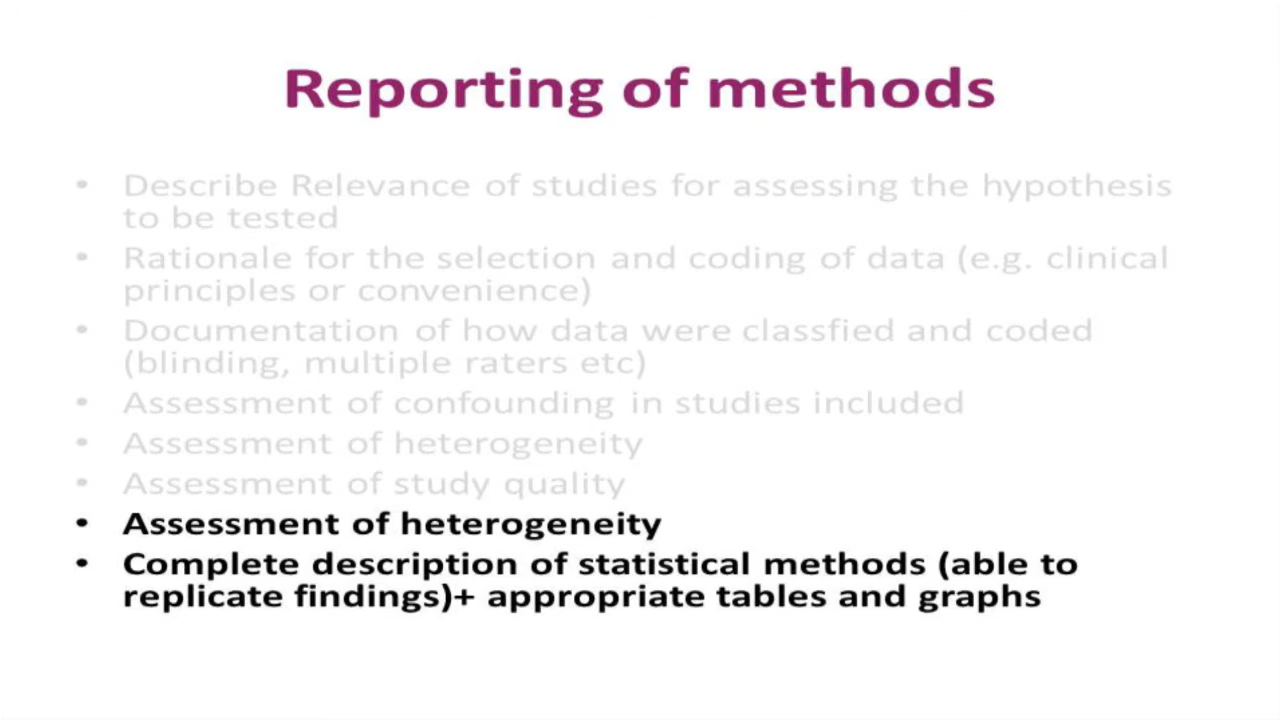 Reporting of methods
• Describe Relevance of studies for assessing the hypothesis
to be tested
• Rationale for the selection and coding of data (e.g. clinical
principles or convenience)
• Documentation of how data were classfied and coded
(blinding, multiple raters etc)
• Assessment of confounding in studies included
• Assessment of heterogeneity
• Assessment of study quality
• Assessment of heterogeneity
• Complete description of statistical methods (able to
replicate findings)+ appropriate tables and graphs